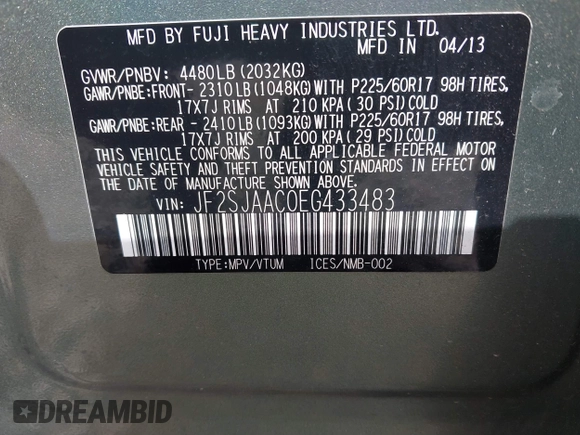 MFD BY FUJI HEAVY INDUSTRIES LTD.
MFD IN 04/13
GVWR/PNBV: 4480LB(2032KG)
GAWR/PNBE:FRONT- 2310LB(1048KG)WITH P225/60R17 98H TIRES,
17X7J RIMS AT 210 KPA(30 PSI)COLD
GAWR/PNBE:REAR - 2410LB(1093KG)WITH P225/60R17 98H TIRES,
17X7J RIMS AT 200 KPA(29 PSI)COLD
THIS VEHICLE CONFORMS TO ALL APPLICABLE FEDERAL MOTOR
VEHICLE SAFETY AND THEFT PREVENTION STANDARDS IN EFFECT ON
THE DATE OF MANUFACTURE SHOWN ABOVE.
VIN: JF2SJAAC0EG433483
TYPE:MPV/VTUM ICES/NMB-002
DREAMBID